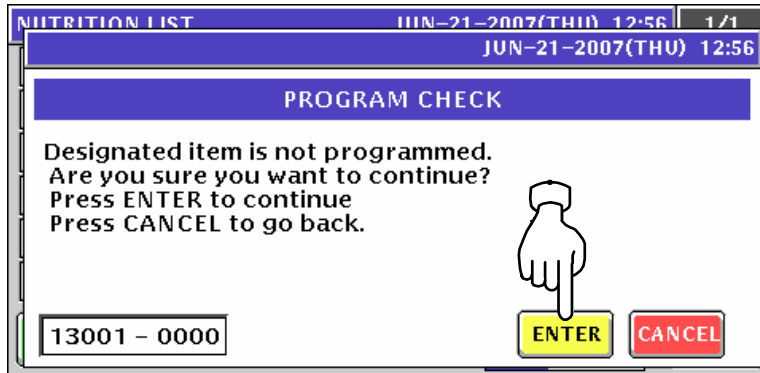 NUTRITION LIST JUN-21-2007(THU) 12:56 1/1
JUN-21-2007(THU) 12:56
PROGRAM CHECK
Designated item is not programmed.
Are you sure you want to continue?
Press ENTER to continue
Press CANCEL to go back.
13001 - 0000 ENTER CANCEL